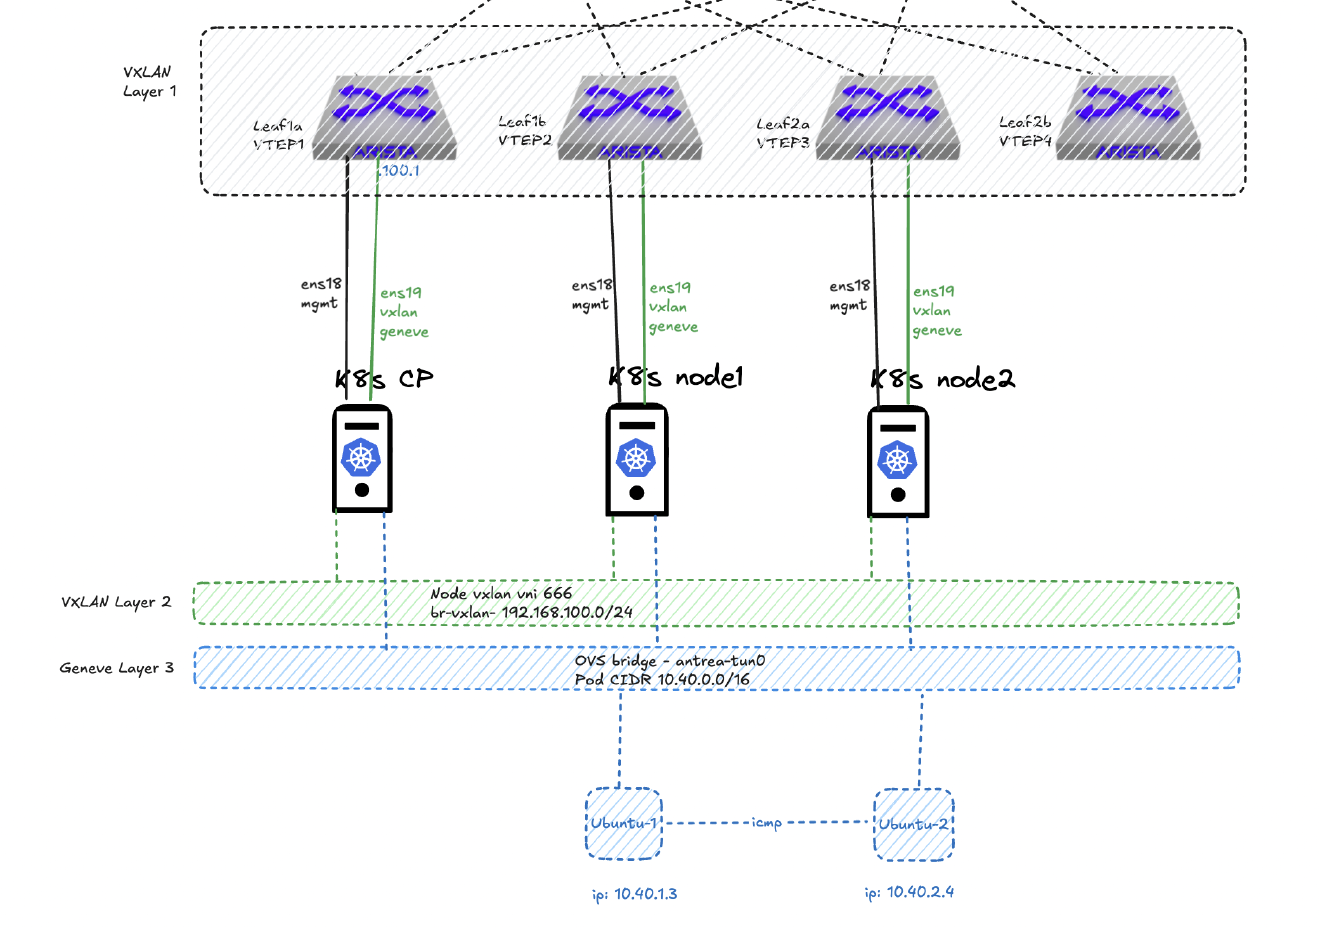 VXLAN
Layer 1
Leaf1a
VTEP1
ARISTA
.100.1
Leaf1b
VTEP2
ARISTA
Leaf2a
VTEP3
ARISTA
Leaf2b
VTEP4
ARISTA
ens18
mgmt
ens19
vxlan
geneve
ens18
mgmt
ens19
vxlan
geneve
ens18
mgmt
ens19
vxlan
geneve
K8s CP
K8s node1
K8s node2
VXLAN Layer 2
Node vxlan vni 666
br-vxlan- 192.168.100.0/24
Geneve Layer 3
OVS bridge - antrea-tun0
Pod CIDR 10.40.0.0/16
Ubuntu-1
icmp
Ubuntu-2
ip: 10.40.1.3
ip: 10.40.2.4